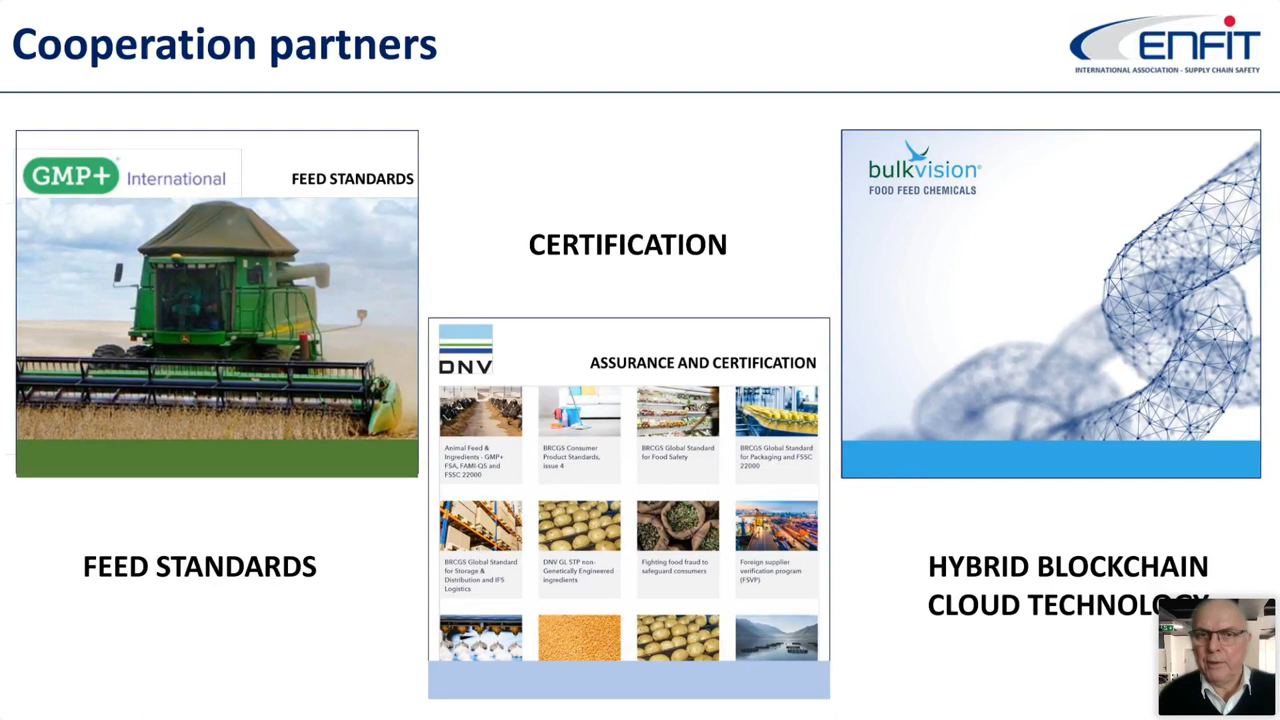 Cooperation partners
ENFIT
INTERNATIONAL ASSOCIATION - SUPPLY CHAIN SAFETY
GMP+ International
FEED STANDARDS
FEED STANDARDS
CERTIFICATION
DNV
ASSURANCE AND CERTIFICATION
Animal Feed &
Ingredients - GMP+
FSA, FAMI-QS and
FSSC 22000
BRCGS Consumer
Product Standards,
issue 4
BRCGS Global Standard
for Food Safety
BRCGS Global Standard
for Packaging and FSSC
22000
BRCGS Global Standard
for Storage &
Distribution and IFS
Logistics
DNV GL STP non-
Genetically Engineered
ingredients
Fighting food fraud to
safeguard consumers
Foreign supplier
verification program
(FSVP)
bulkvision®
FOOD FEED CHEMICALS
HYBRID BLOCKCHAIN
CLOUD TECHNOLOGY